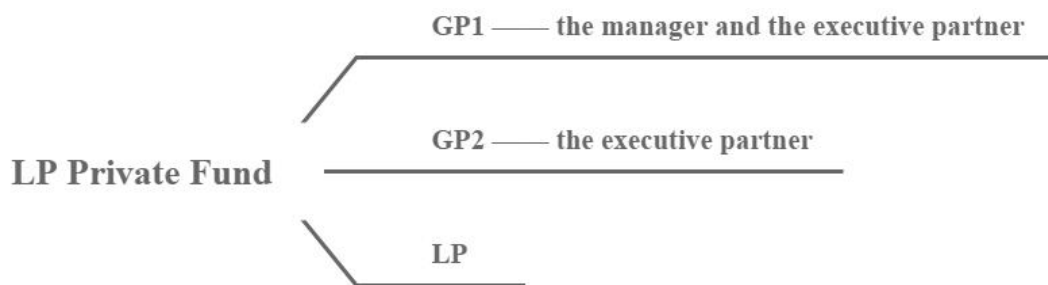 GP1 —— the manager and the executive partner
GP2 —— the executive partner
LP Private Fund
LP